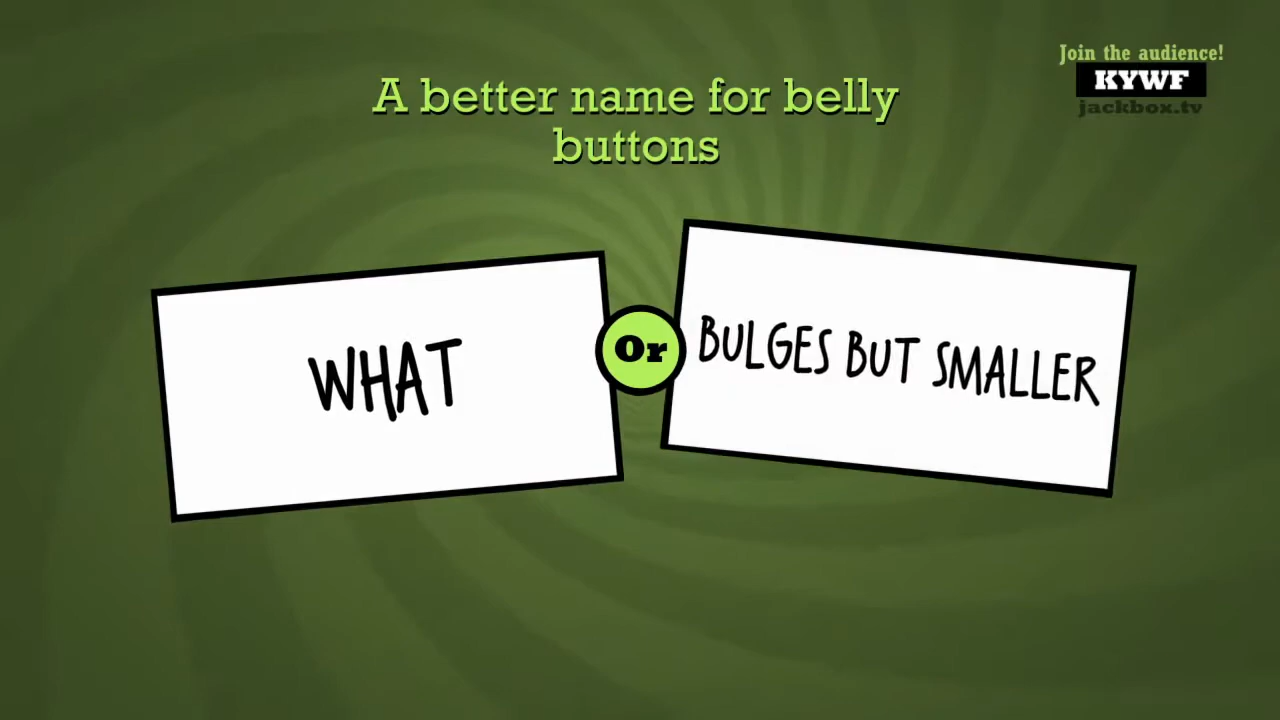 Join the audience!
KYWF
jackbox.tv
A better name for belly
buttons
WHAT
Or
BULGES BUT SMALLER